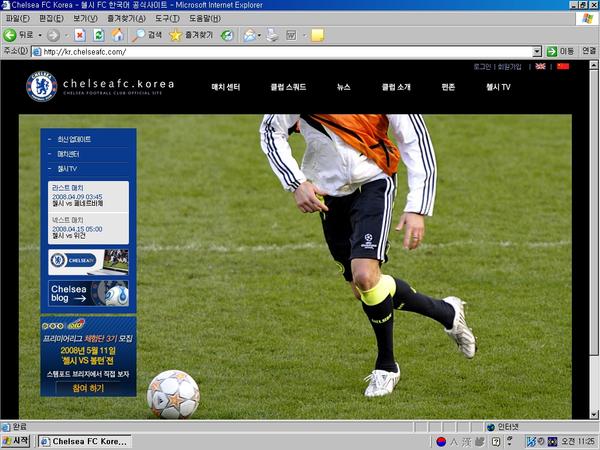 Chelsea FC Korea - 첼시 FC 한국어 공식사이트 - Microsoft Internet Explorer
파일(F) 편집(E) 보기(V) 즐겨찾기(A) 도구(T) 도움말(H)
뒤로 검색 즐겨찾기
주소(D) http://kr.chelseafc.com/ 이동 연결
로그인 | 회원가입
chelseafc.korea
CHELSEA FOOTBALL CLUB OFFICIAL SITE
매치 센터 클럽 스쿼드 뉴스 클럽 소개 팬존 첼시 TV
- 최신 업데이트
- 매치센터
- 첼시 TV
라스트 매치
2008.04.09 03:45
첼시 vs 페네르바체
넥스트 매치
2008.04.15 05:00
첼시 vs 위건
CHELSEATV
Chelsea
blog
프리미어리그 체험단 3기 모집
2008년 5월 11일
'첼시 VS 볼튼'전
스탬포드 브리지에서 직접 보자
참여 하기
완료 인터넷
시작 Chelsea FC Kore... A 漢 오전 11:25